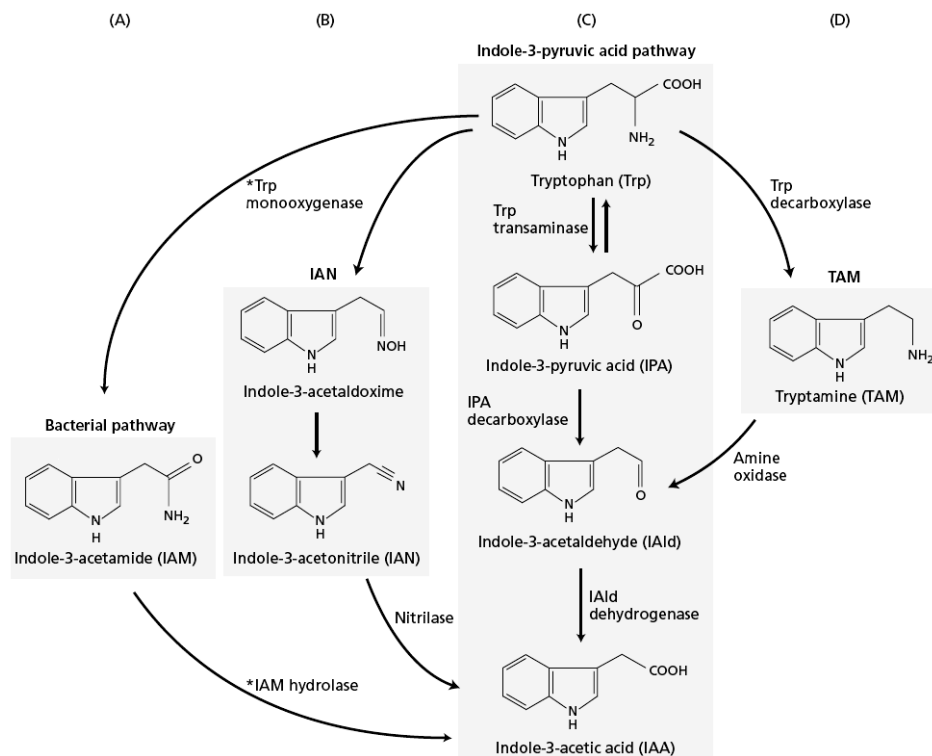 (A)
(B)
(C)
(D)
Indole-3-pyruvic acid pathway
COOH
NH₂
N
H
Tryptophan (Trp)
*Trp
monooxygenase
Trp
decarboxylase
Trp
transaminase
IAN
NOH
N
H
Indole-3-acetaldoxime
COOH
O
N
H
Indole-3-pyruvic acid (IPA)
TAM
NH₂
N
H
Tryptamine (TAM)
IPA
decarboxylase
Bacterial pathway
O
NH₂
N
H
Indole-3-acetamide (IAM)
N
N
H
Indole-3-acetonitrile (IAN)
O
N
H
Indole-3-acetaldehyde (IAld)
Amine
oxidase
Nitrilase
IAld
dehydrogenase
*IAM hydrolase
COOH
N
H
Indole-3-acetic acid (IAA)